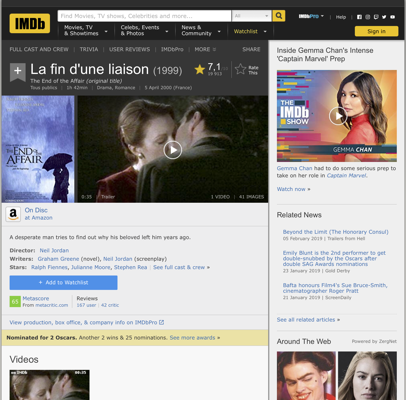 IMDb
Find Movies, TV shows, Celebrities and more...
All
IMDbPro
Help
Movies, TV
& Showtimes
Celebs, Events
& Photos
News &
Community
Watchlist
Sign in
FULL CAST AND CREW | TRIVIA | USER REVIEWS | IMDbPro | MORE
SHARE
La fin d'une liaison (1999)
The End of the Affair (original title)
Tous publics | 1h 42min | Drama, Romance | 5 April 2000 (France)
7,1
Rate
This
THE
END OF THE
AFFAIR
0:35 Trailer
1 VIDEO | 41 IMAGES
On Disc
at Amazon
A desperate man tries to find out why his beloved left him years ago.
Director: Neil Jordan
Writers: Graham Greene (novel), Neil Jordan (screenplay)
Stars: Ralph Fiennes, Julianne Moore, Stephen Rea | See full cast & crew »
+ Add to Watchlist
65 Metascore
From metacritic.com
Reviews
167 user | 42 critic
View production, box office, & company info on IMDbPro
Nominated for 2 Oscars. Another 2 wins & 25 nominations. See more awards »
Videos
00:35
Inside Gemma Chan's Intense
'Captain Marvel' Prep
THE
IMDb
SHOW
GEMMA CHAN
Gemma Chan had to do some serious prep to
take on her role in Captain Marvel.
Watch now »
Related News
Beyond the Limit (The Honorary Consul)
05 February 2019 | Trailers From Hell
Emily Blunt is the 2nd performer to get
double-snubbed by the Oscars after
double SAG Awards nominations
23 January 2019 | Gold Derby
Bafta honours Film4's Sue Bruce-Smith,
cinematographer Roger Pratt
21 January 2019 | ScreenDaily
See all related articles »
Around The Web
Powered by ZergNet